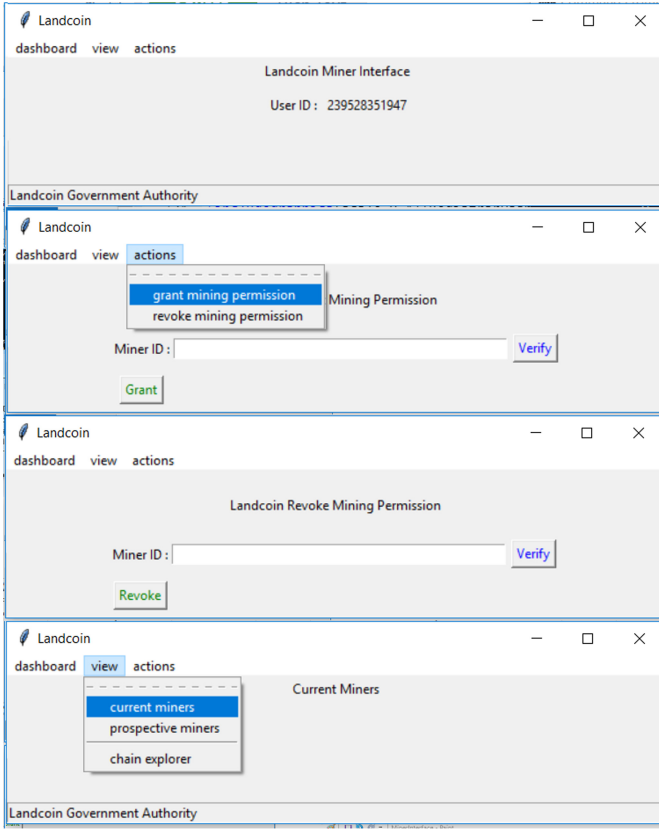 Landcoin
dashboard view actions
Landcoin Miner Interface
User ID : 239528351947
Landcoin Government Authority
Landcoin
dashboard view actions
grant mining permission
Mining Permission
revoke mining permission
Miner ID : Verify
Grant
Landcoin
dashboard view actions
Landcoin Revoke Mining Permission
Miner ID : Verify
Revoke
Landcoin
dashboard view actions
Current Miners
current miners
prospective miners
chain explorer
Landcoin Government Authority